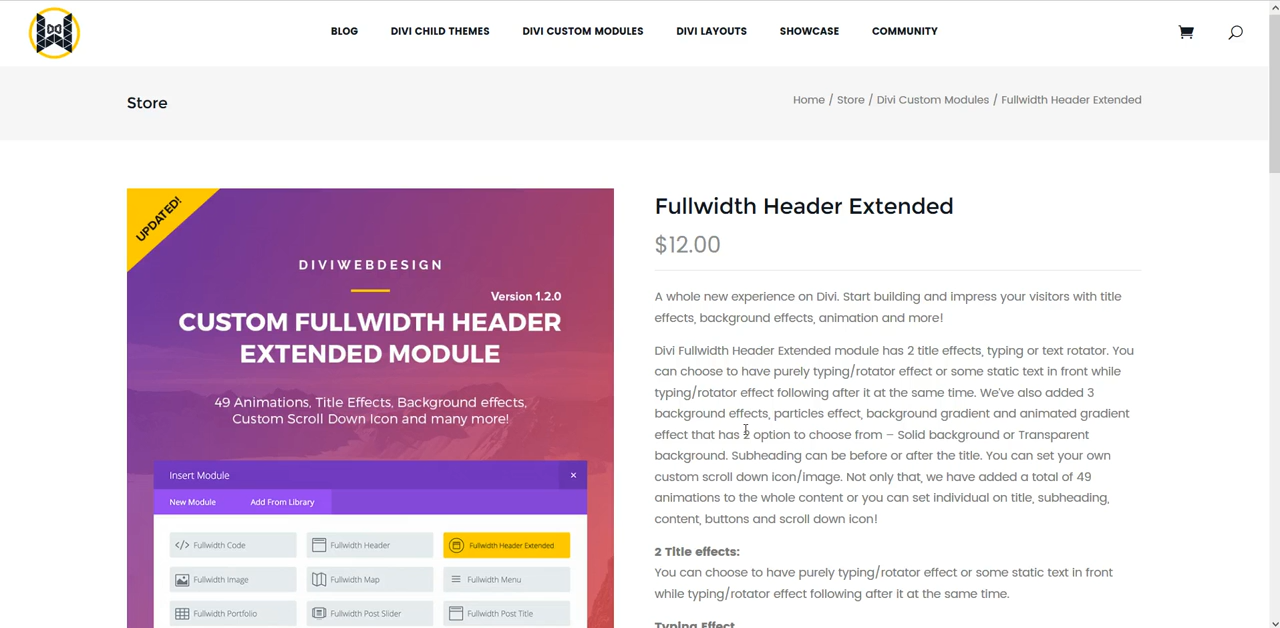 BLOG DIVI CHILD THEMES DIVI CUSTOM MODULES DIVI LAYOUTS SHOWCASE COMMUNITY
Store
Home / Store / Divi Custom Modules / Fullwidth Header Extended
UPDATED!
DIVIWEBDESIGN
Version 1.2.0
CUSTOM FULLWIDTH HEADER
EXTENDED MODULE
49 Animations, Title Effects, Background effects,
Custom Scroll Down Icon and many more!
Insert Module ×
New Module Add From Library
</> Fullwidth Code Fullwidth Header Fullwidth Header Extended
Fullwidth Image Fullwidth Map Fullwidth Menu
Fullwidth Portfolio Fullwidth Post Slider Fullwidth Post Title
Fullwidth Header Extended
$12.00
A whole new experience on Divi. Start building and impress your visitors with title
effects, background effects, animation and more!
Divi Fullwidth Header Extended module has 2 title effects, typing or text rotator. You
can choose to have purely typing/rotator effect or some static text in front while
typing/rotator effect following after it at the same time. We've also added 3
background effects, particles effect, background gradient and animated gradient
effect that has 2 option to choose from – Solid background or Transparent
background. Subheading can be before or after the title. You can set your own
custom scroll down icon/image. Not only that, we have added a total of 49
animations to the whole content or you can set individual on title, subheading,
content, buttons and scroll down icon!
2 Title effects:
You can choose to have purely typing/rotator effect or some static text in front
while typing/rotator effect following after it at the same time.
Typing Effect